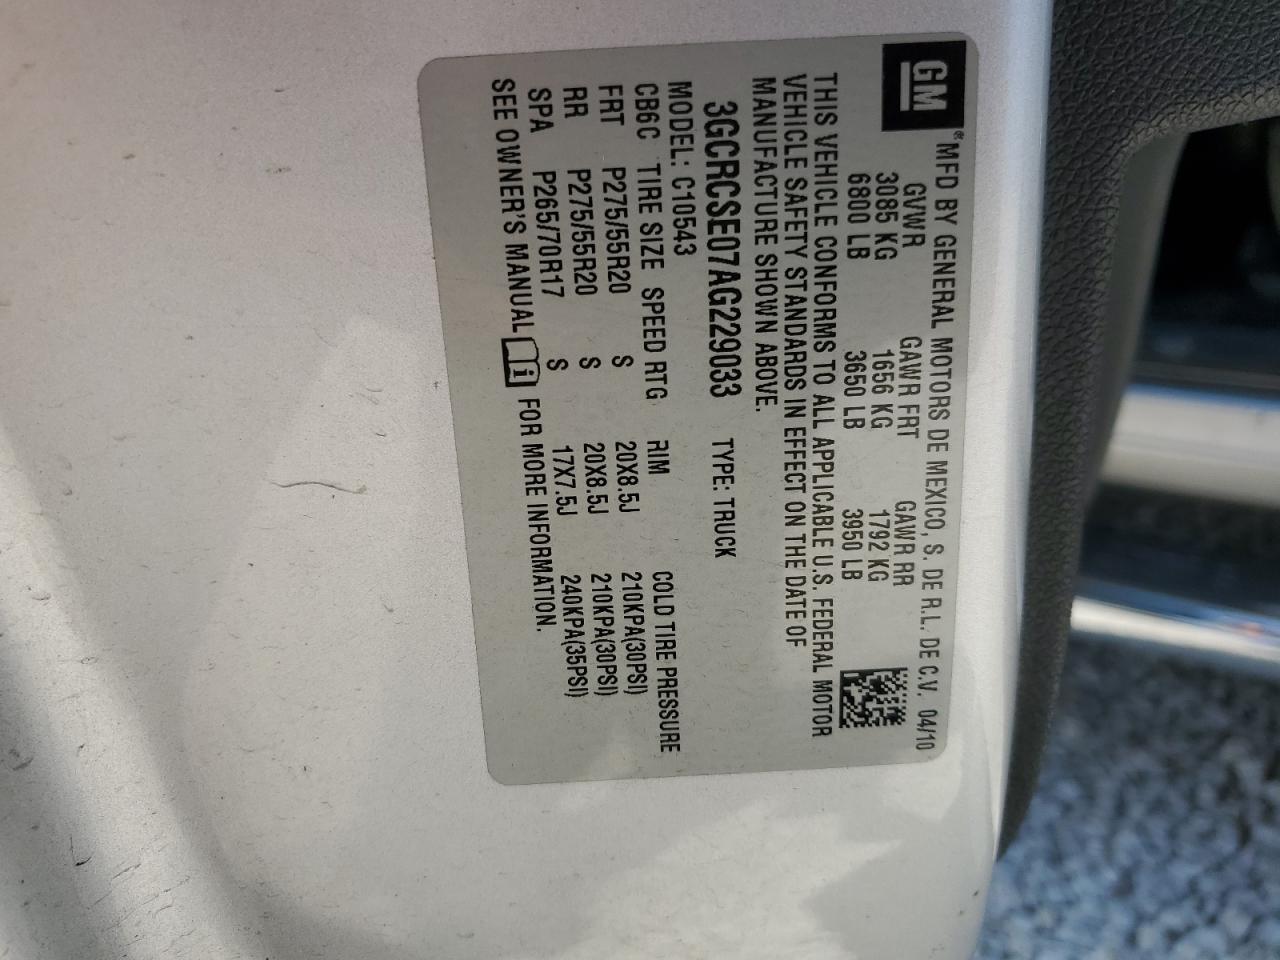 GM
® MFD BY GENERAL MOTORS DE MEXICO, S. DE R.L. DE C.V. 04/10
GVWR GAWR FRT GAWR RR
3085 KG 1656 KG 1792 KG
6800 LB 3650 LB 3950 LB
THIS VEHICLE CONFORMS TO ALL APPLICABLE U.S. FEDERAL MOTOR
VEHICLE SAFETY STANDARDS IN EFFECT ON THE DATE OF
MANUFACTURE SHOWN ABOVE.
3GCRCSE07AG229033 TYPE: TRUCK
MODEL: C10543
CB6C TIRE SIZE SPEED RTG RIM COLD TIRE PRESSURE
FRT P275/55R20 S 20X8.5J 210KPA(30PSI)
RR P275/55R20 S 20X8.5J 210KPA(30PSI)
SPA P265/70R17 S 17X7.5J 240KPA(35PSI)
SEE OWNER'S MANUAL i FOR MORE INFORMATION.